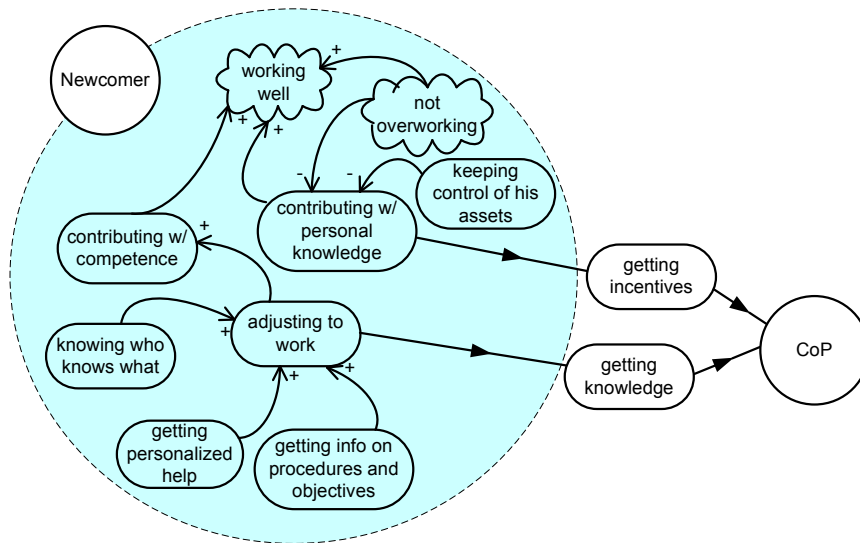 Newcomer
working
well
+
+
+
not
overworking
-
-
keeping
control of his
assets
contributing w/
personal
knowledge
contributing w/
competence
+
getting
incentives
adjusting to
work
+
knowing who
knows what
CoP
getting
knowledge
+
+
getting
personalized
help
getting info on
procedures and
objectives